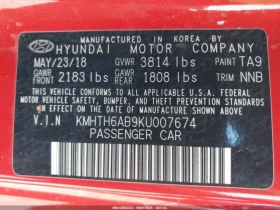 MANUFACTURED IN KOREA BY
HYUNDAI MOTOR COMPANY
MAY/23/18 GVWR 3814 lbs PAINT TA9
GAWR FRONT 2183 lbs GAWR REAR 1808 lbs TRIM NNB
THIS VEHICLE CONFORMS TO ALL APPLICABLE
U.S. FEDERAL MOTOR VEHICLE SAFETY, BUMPER,
AND THEFT PREVENTION STANDARDS IN EFFECT
ON THE DATE OF MANUFACTURE SHOWN ABOVE.
V.I.N KMHTH6AB9KU007674
PASSENGER CAR